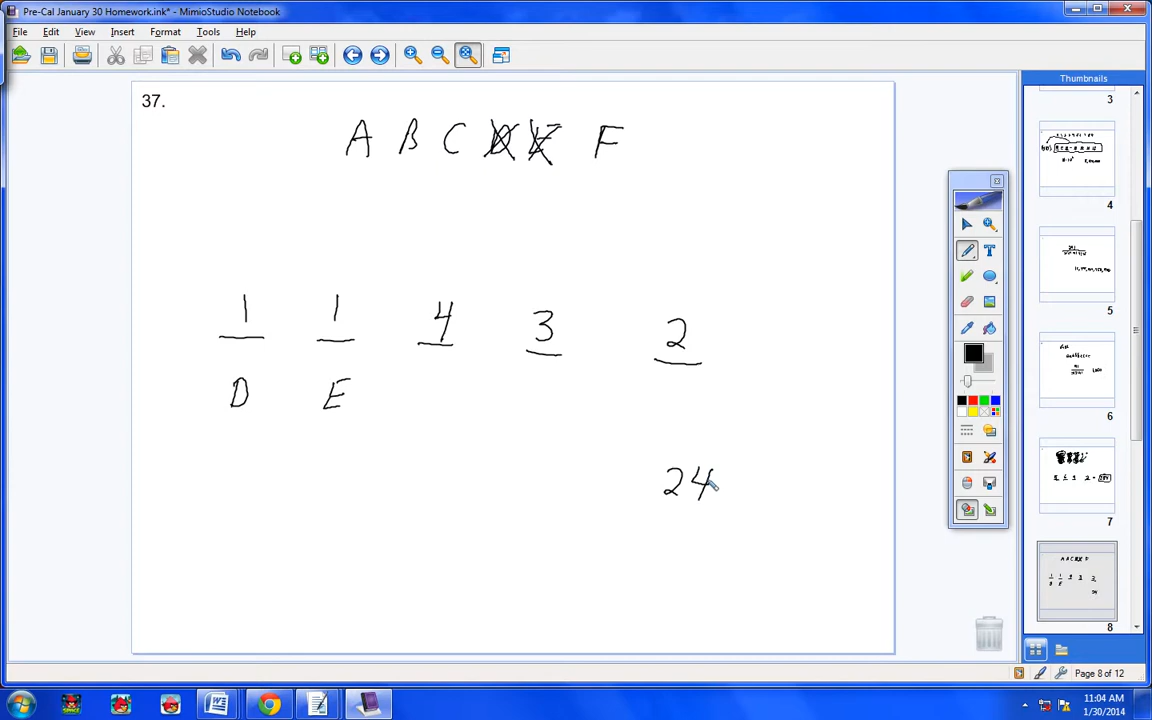 Pre-Cal January 30 Homework.ink* - MimioStudio Notebook
File Edit View Insert Format Tools Help
Thumbnails
37.
A B C D E F
1 1 4 3 2
D E
24
3
4
5
6
7
8
Page 8 of 12
11:04 AM
1/30/2014